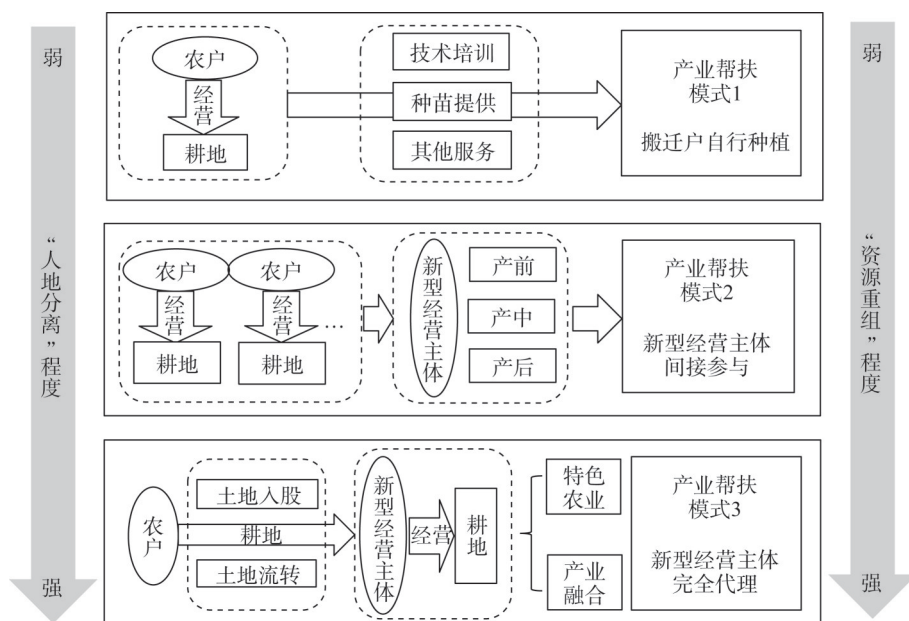 弱
“人地分离”程度
强
农户
经营
耕地
技术培训
种苗提供
其他服务
产业帮扶
模式1
搬迁户自行种植
农户
农户
经营
经营
…
耕地
耕地
新型经营主体
产前
产中
产后
产业帮扶
模式2
新型经营主体
间接参与
农户
土地入股
耕地
土地流转
新型经营主体
经营
耕地
特色
农业
产业
融合
产业帮扶
模式3
新型经营主体
完全代理
弱
“资源重组”程度
强